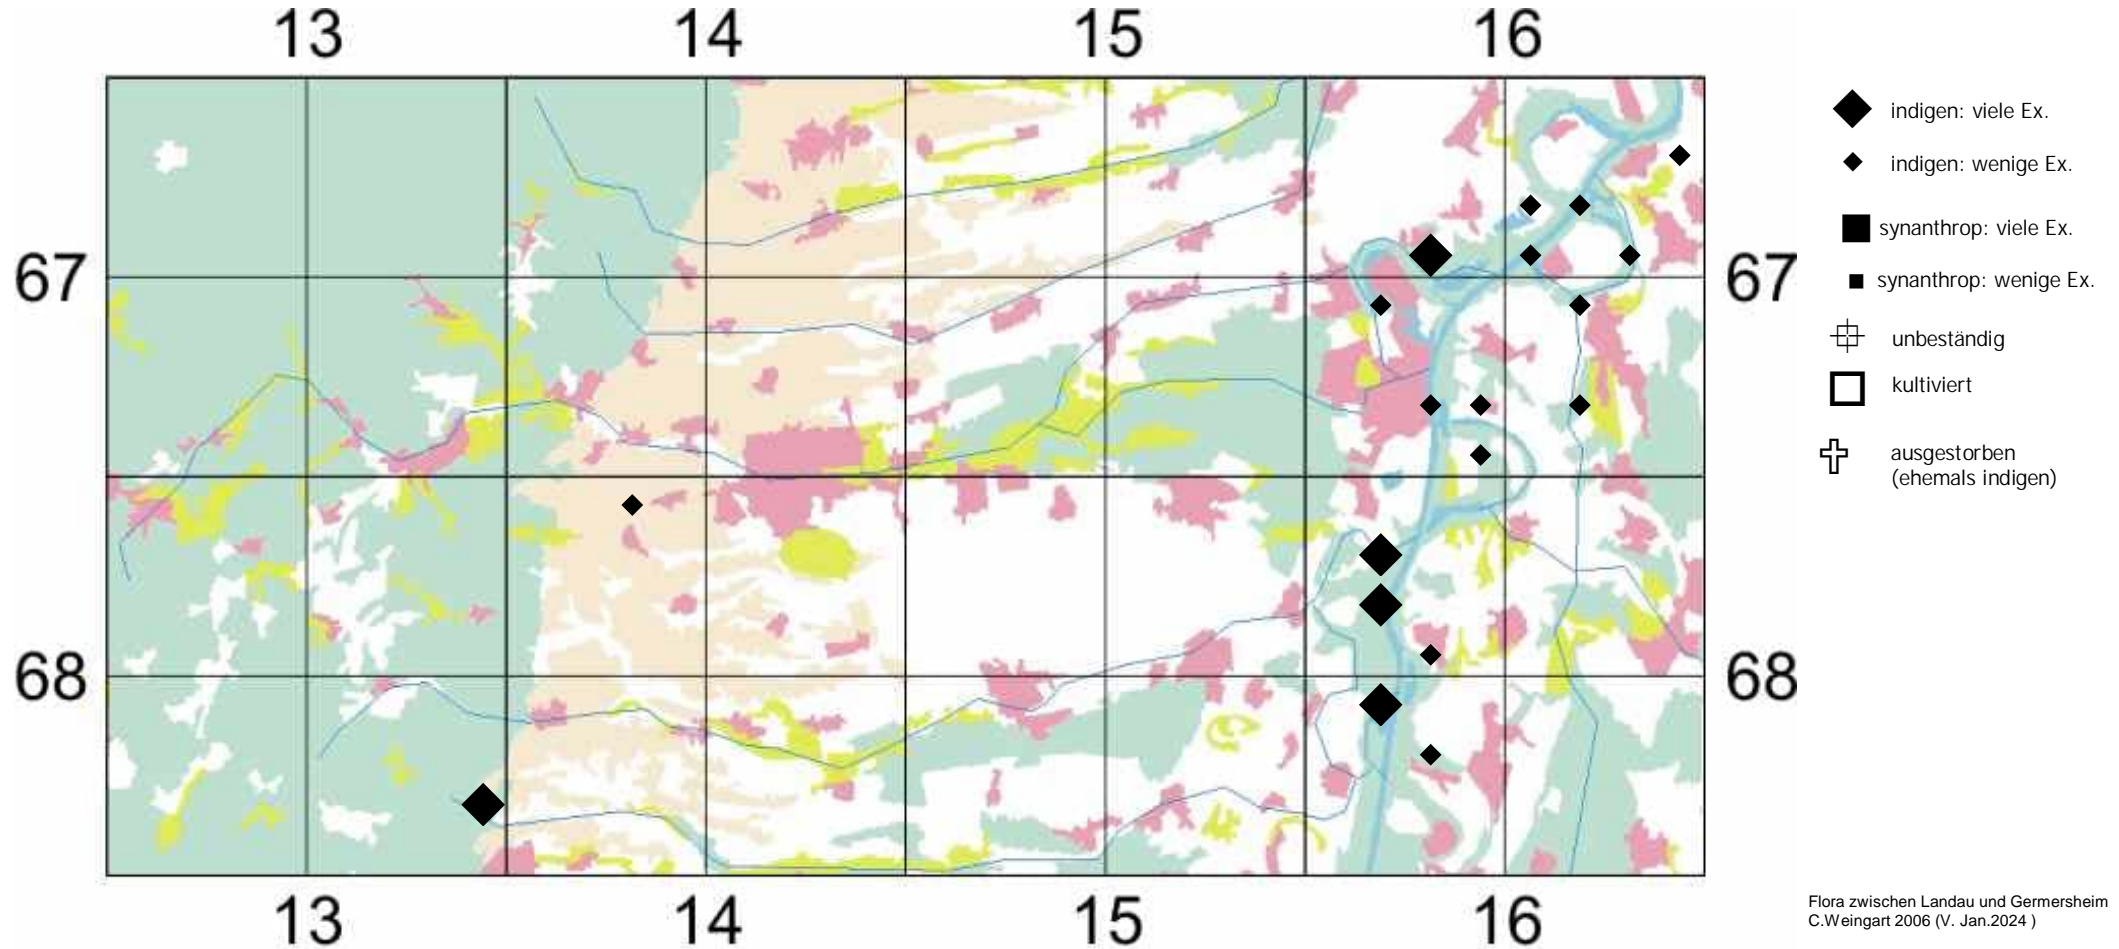 13 14 15 16
indigen: viele Ex.
indigen: wenige Ex.
synanthrop: viele Ex.
67 67
synanthrop: wenige Ex.
unbeständig
kultiviert
ausgestorben
(ehemals indigen)
68 68
13 14 15 16
Flora zwischen Landau und Germersheim
C.Weingart 2006 (V. Jan.2024 )